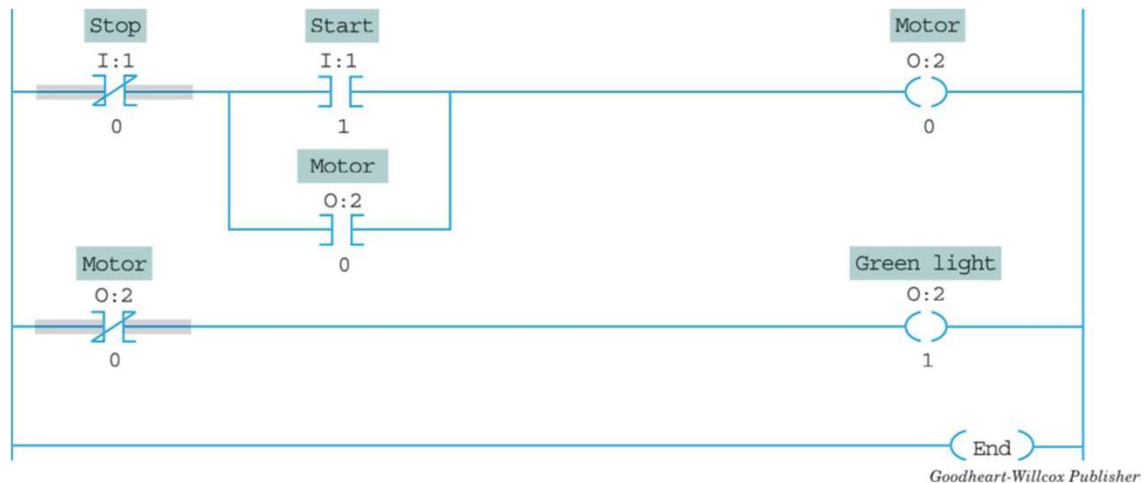 Stop Start Motor
I:1 I:1 O:2
0 1 0
Motor
O:2
0
Motor Green light
O:2 O:2
0 1
End
Goodheart-Willcox Publisher